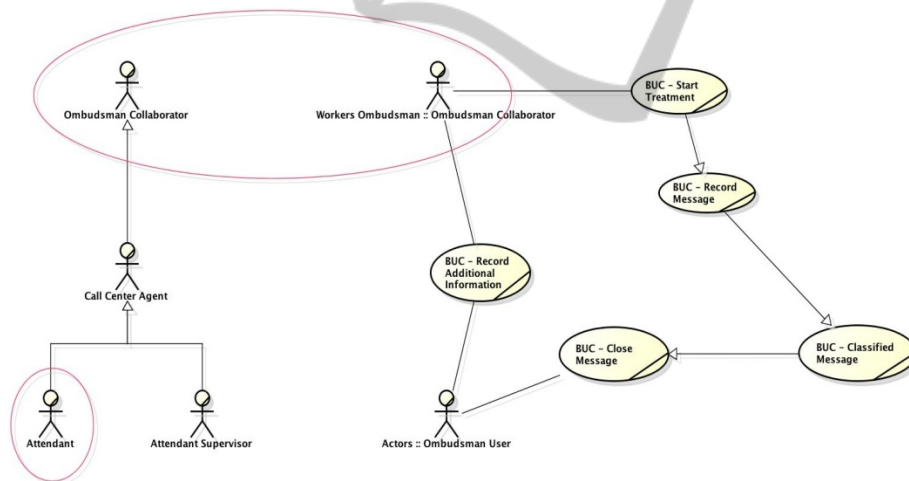 Ombudsman Collaborator
Workers Ombudsman :: Ombudsman Collaborator
BUC - Start
Treatment
BUC - Record
Message
Call Center Agent
BUC - Record
Additional
Information
BUC - Close
Message
BUC - Classified
Message
Attendant
Attendant Supervisor
Actors :: Ombudsman User